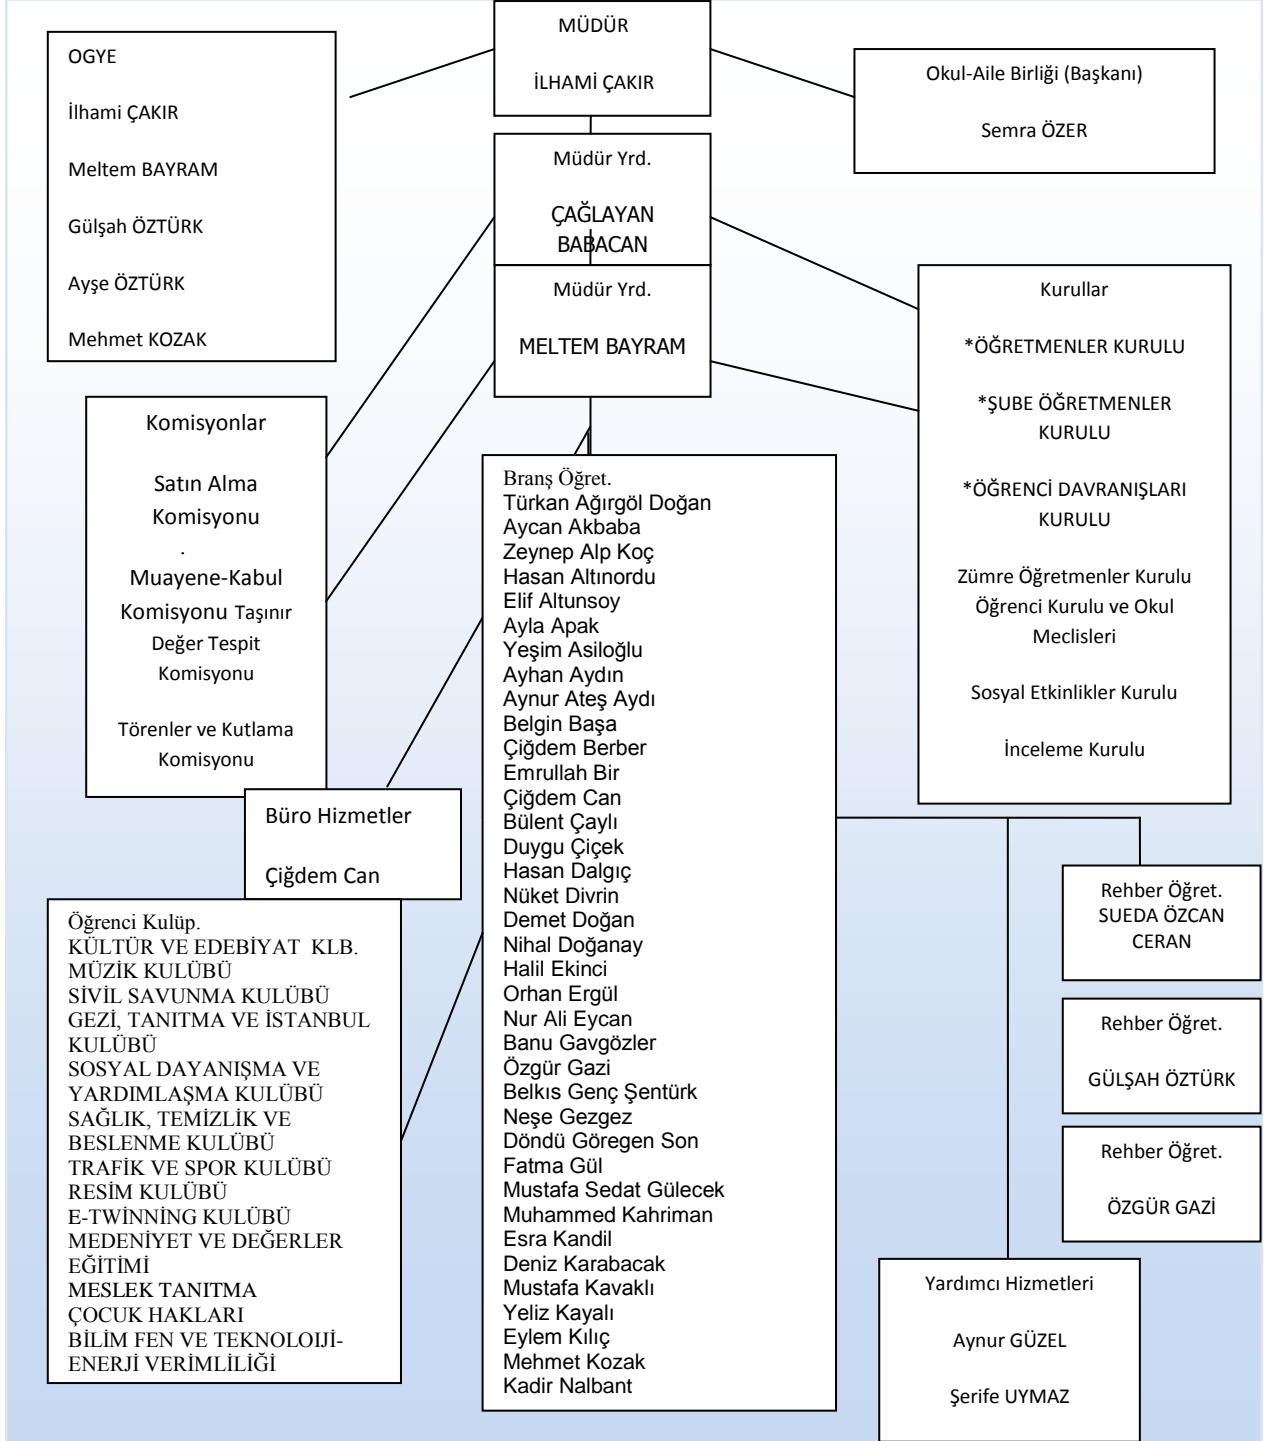 MÜDÜR
İLHAMİ ÇAKIR
OGYE
İlhami ÇAKIR
Meltem BAYRAM
Gülşah ÖZTÜRK
Ayşe ÖZTÜRK
Mehmet KOZAK
Okul-Aile Birliği (Başkanı)
Semra ÖZER
Müdür Yrd.
ÇAĞLAYAN
BABACAN
Müdür Yrd.
MELTEM BAYRAM
Kurullar
*ÖĞRETMENLER KURULU
*ŞUBE ÖĞRETMENLER
KURULU
*ÖĞRENCİ DAVRANIŞLARI
KURULU
Zümre Öğretmenler Kurulu
Öğrenci Kurulu ve Okul
Meclisleri
Sosyal Etkinlikler Kurulu
İnceleme Kurulu
Komisyonlar
Satın Alma
Komisyonu
.
Muayene-Kabul
Komisyonu Taşınır
Değer Tespit
Komisyonu
Törenler ve Kutlama
Komisyonu
Büro Hizmetler
Çiğdem Can
Branş Öğret.
Türkan Ağırgöl Doğan
Aycan Akbaba
Zeynep Alp Koç
Hasan Altınordu
Elif Altunsoy
Ayla Apak
Yeşim Asiloğlu
Ayhan Aydın
Aynur Ateş Aydı
Belgin Başa
Çiğdem Berber
Emrullah Bir
Çiğdem Can
Bülent Çaylı
Duygu Çiçek
Hasan Dalgıç
Nüket Divrin
Demet Doğan
Nihal Doğanay
Halil Ekinci
Orhan Ergül
Nur Ali Eycan
Banu Gavgözler
Özgür Gazi
Belkıs Genç Şentürk
Neşe Gezgez
Döndü Göregen Son
Fatma Gül
Mustafa Sedat Gülecek
Muhammed Kahriman
Esra Kandil
Deniz Karabacak
Mustafa Kavaklı
Yeliz Kayalı
Eylem Kılıç
Mehmet Kozak
Kadir Nalbant
Öğrenci Kulüp.
KÜLTÜR VE EDEBİYAT  KLB.
MÜZİK KULÜBÜ
SİVİL SAVUNMA KULÜBÜ
GEZİ, TANITMA VE İSTANBUL
KULÜBÜ
SOSYAL DAYANIŞMA VE
YARDIMLAŞMA KULÜBÜ
SAĞLIK, TEMİZLİK VE
BESLENME KULÜBÜ
TRAFİK VE SPOR KULÜBÜ
RESİM KULÜBÜ
E-TWİNNİNG KULÜBÜ
MEDENİYET VE DEĞERLER
EĞİTİMİ
MESLEK TANITMA
ÇOCUK HAKLARI
BİLİM FEN VE TEKNOLOIJİ-
ENERJİ VERİMLİLİĞİ
Rehber Öğret.
SUEDA ÖZCAN
CERAN
Rehber Öğret.
GÜLŞAH ÖZTÜRK
Rehber Öğret.
ÖZGÜR GAZİ
Yardımcı Hizmetleri
Aynur GÜZEL
Şerife UYMAZ